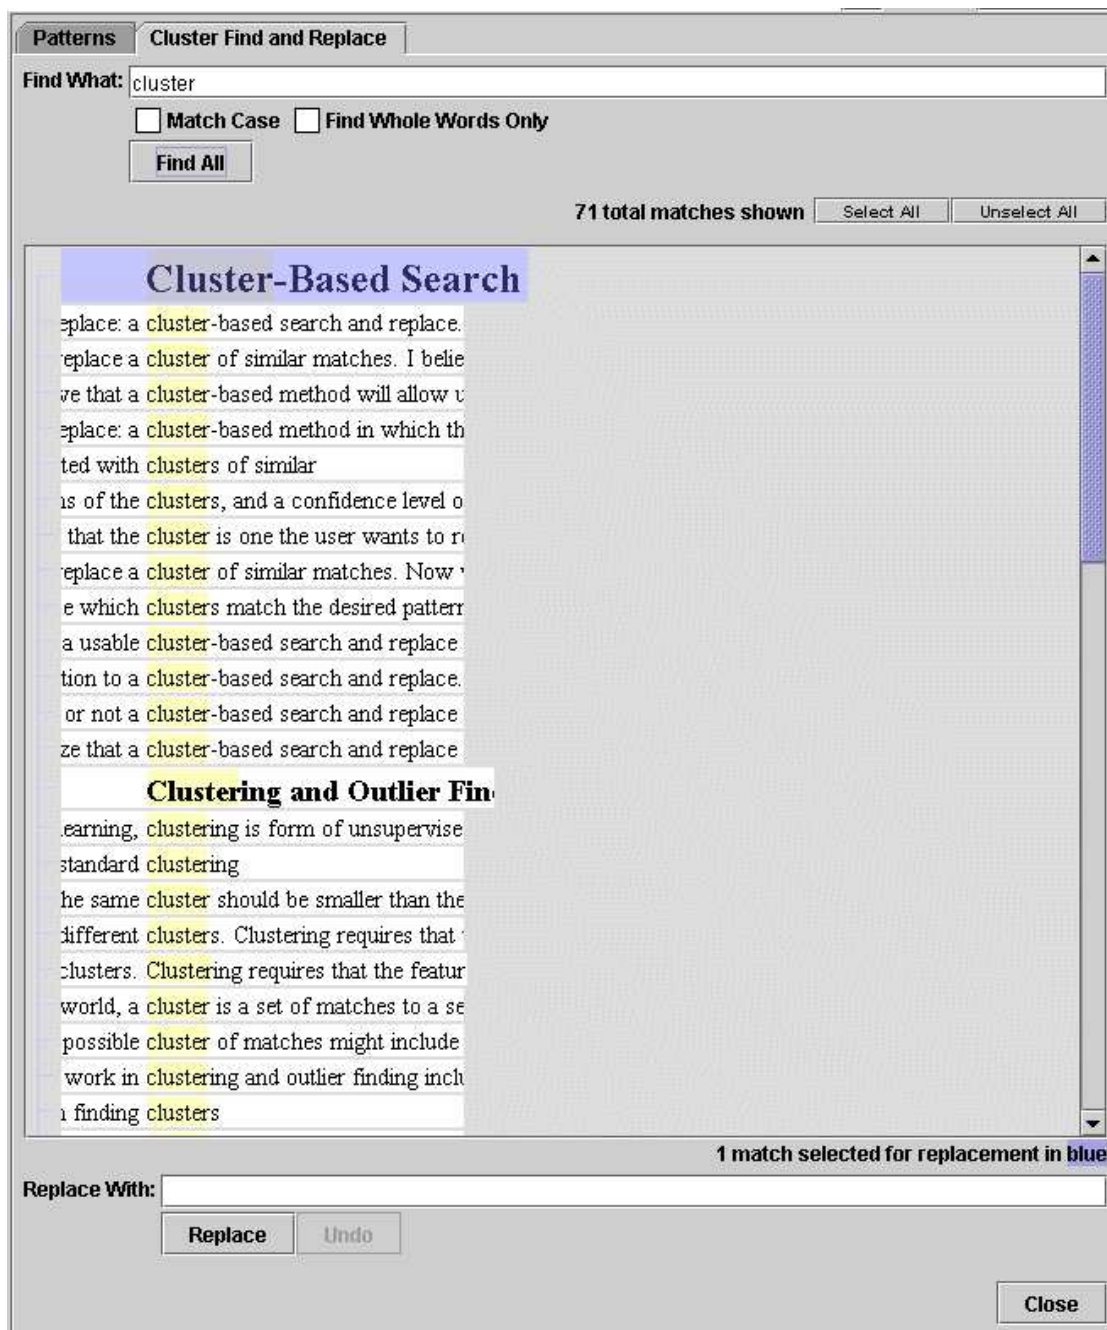 Patterns Cluster Find and Replace
Find What: cluster
Match Case Find Whole Words Only
Find All
71 total matches shown Select All Unselect All
Cluster-Based Search
eplace: a cluster-based search and replace.
replace a cluster of similar matches. I belie
ve that a cluster-based method will allow u
eplace: a cluster-based method in which th
ted with clusters of similar
ns of the clusters, and a confidence level o
that the cluster is one the user wants to r
replace a cluster of similar matches. Now
e which clusters match the desired pattern
a usable cluster-based search and replace
tion to a cluster-based search and replace.
or not a cluster-based search and replace
ze that a cluster-based search and replace
Clustering and Outlier Fin
earning, clustering is form of unsupervise
standard clustering
he same cluster should be smaller than the
different clusters. Clustering requires that
clusters. Clustering requires that the featur
world, a cluster is a set of matches to a se
possible cluster of matches might include
work in clustering and outlier finding inclu
finding clusters
1 match selected for replacement in blue
Replace With:
Replace Undo
Close